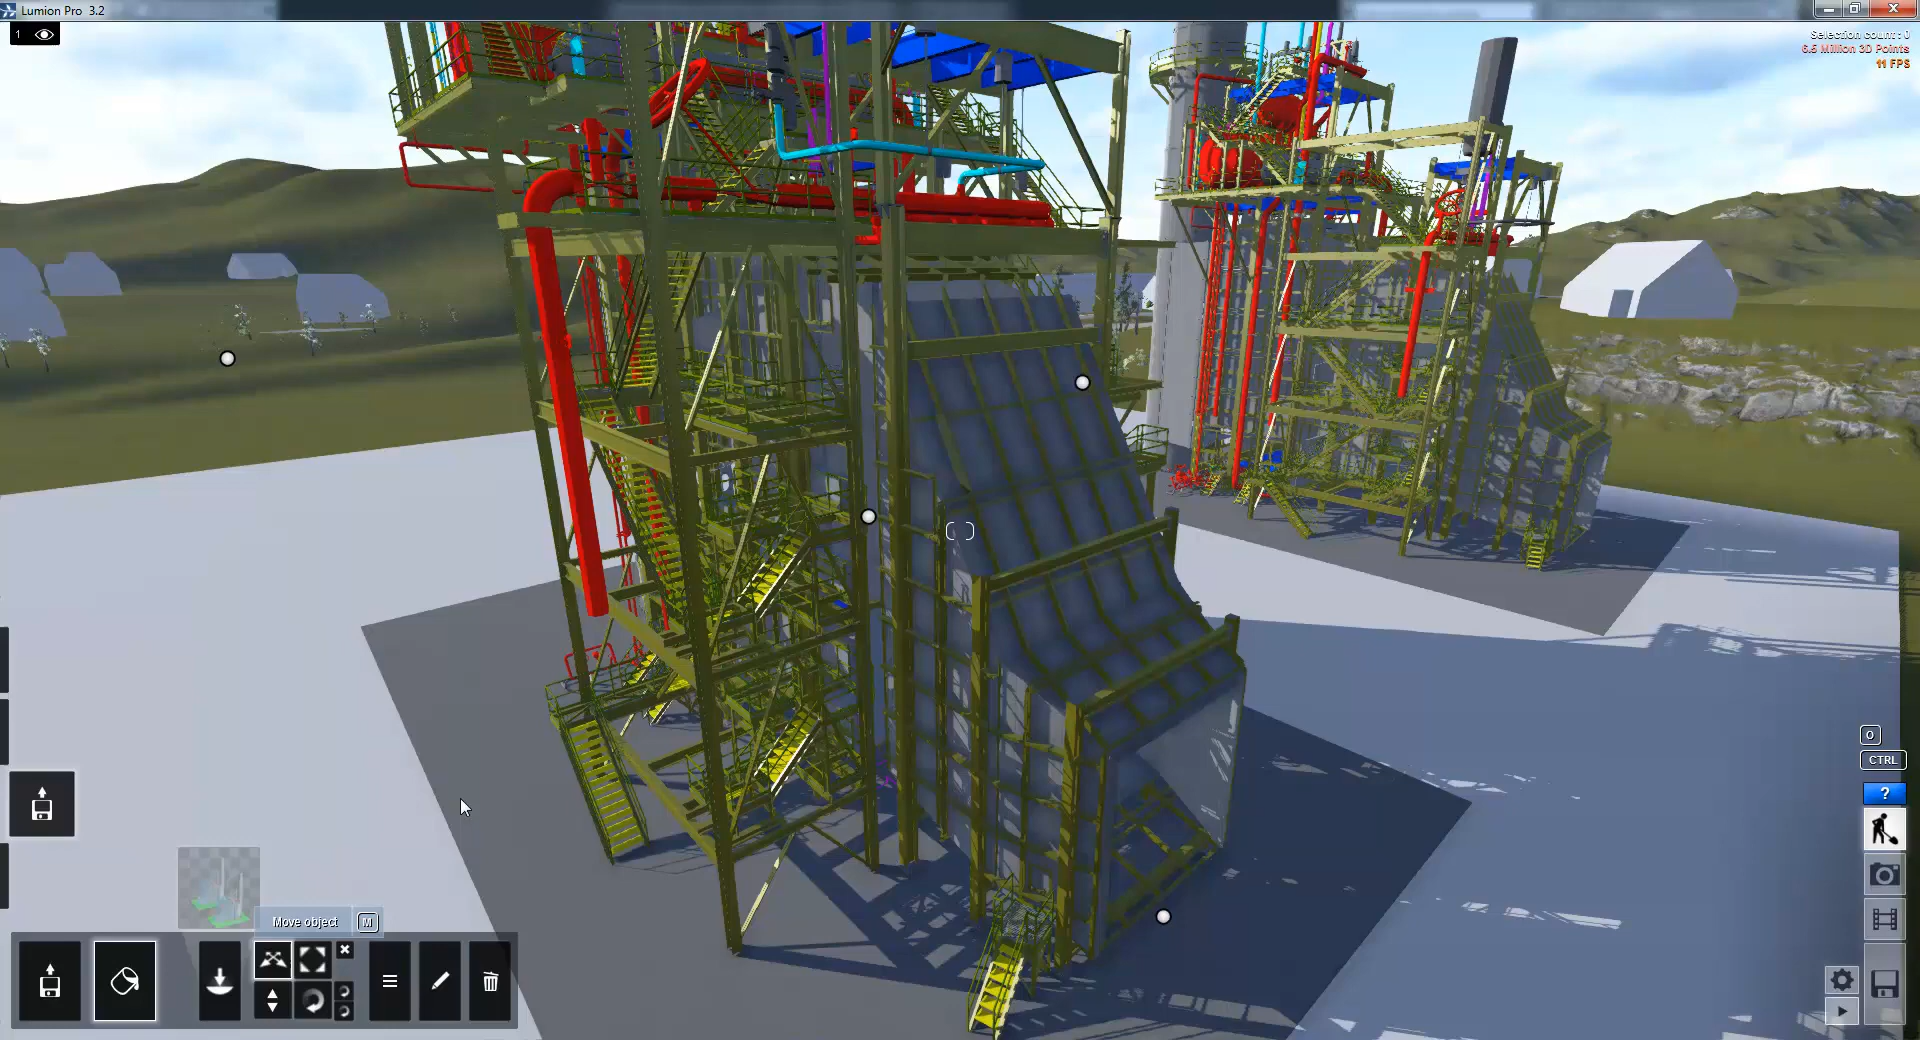 Lumion Pro 3.2
1
Selection count : 0
6.5 Million 3D Points
11 FPS
O
CTRL
?
Move object M